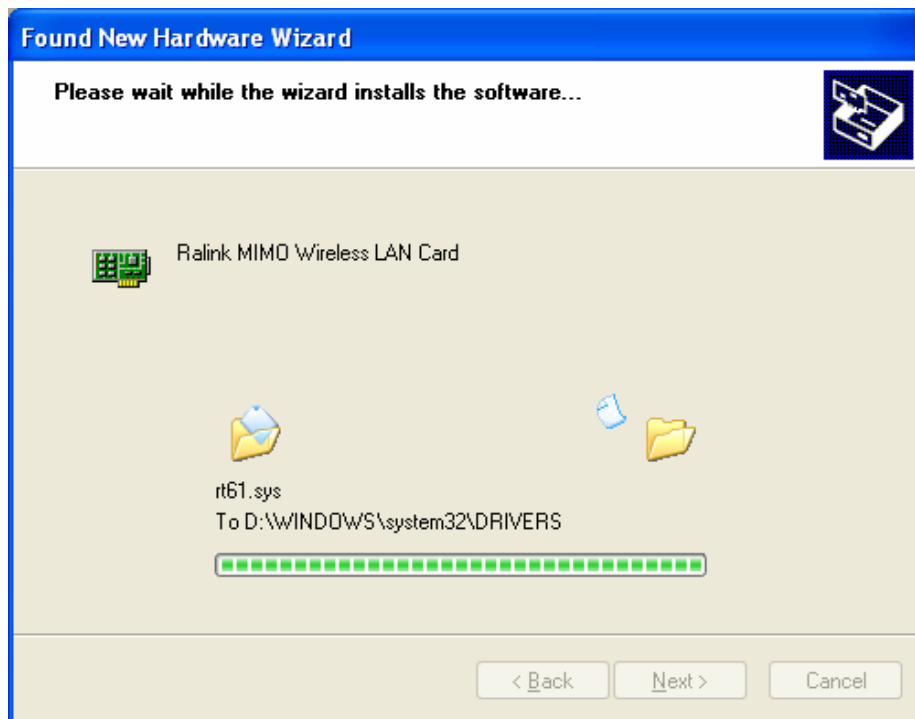 Found New Hardware Wizard
Please wait while the wizard installs the software...
Ralink MIMO Wireless LAN Card
rt61.sys
To D:\WINDOWS\system32\DRIVERS
< Back
Next >
Cancel